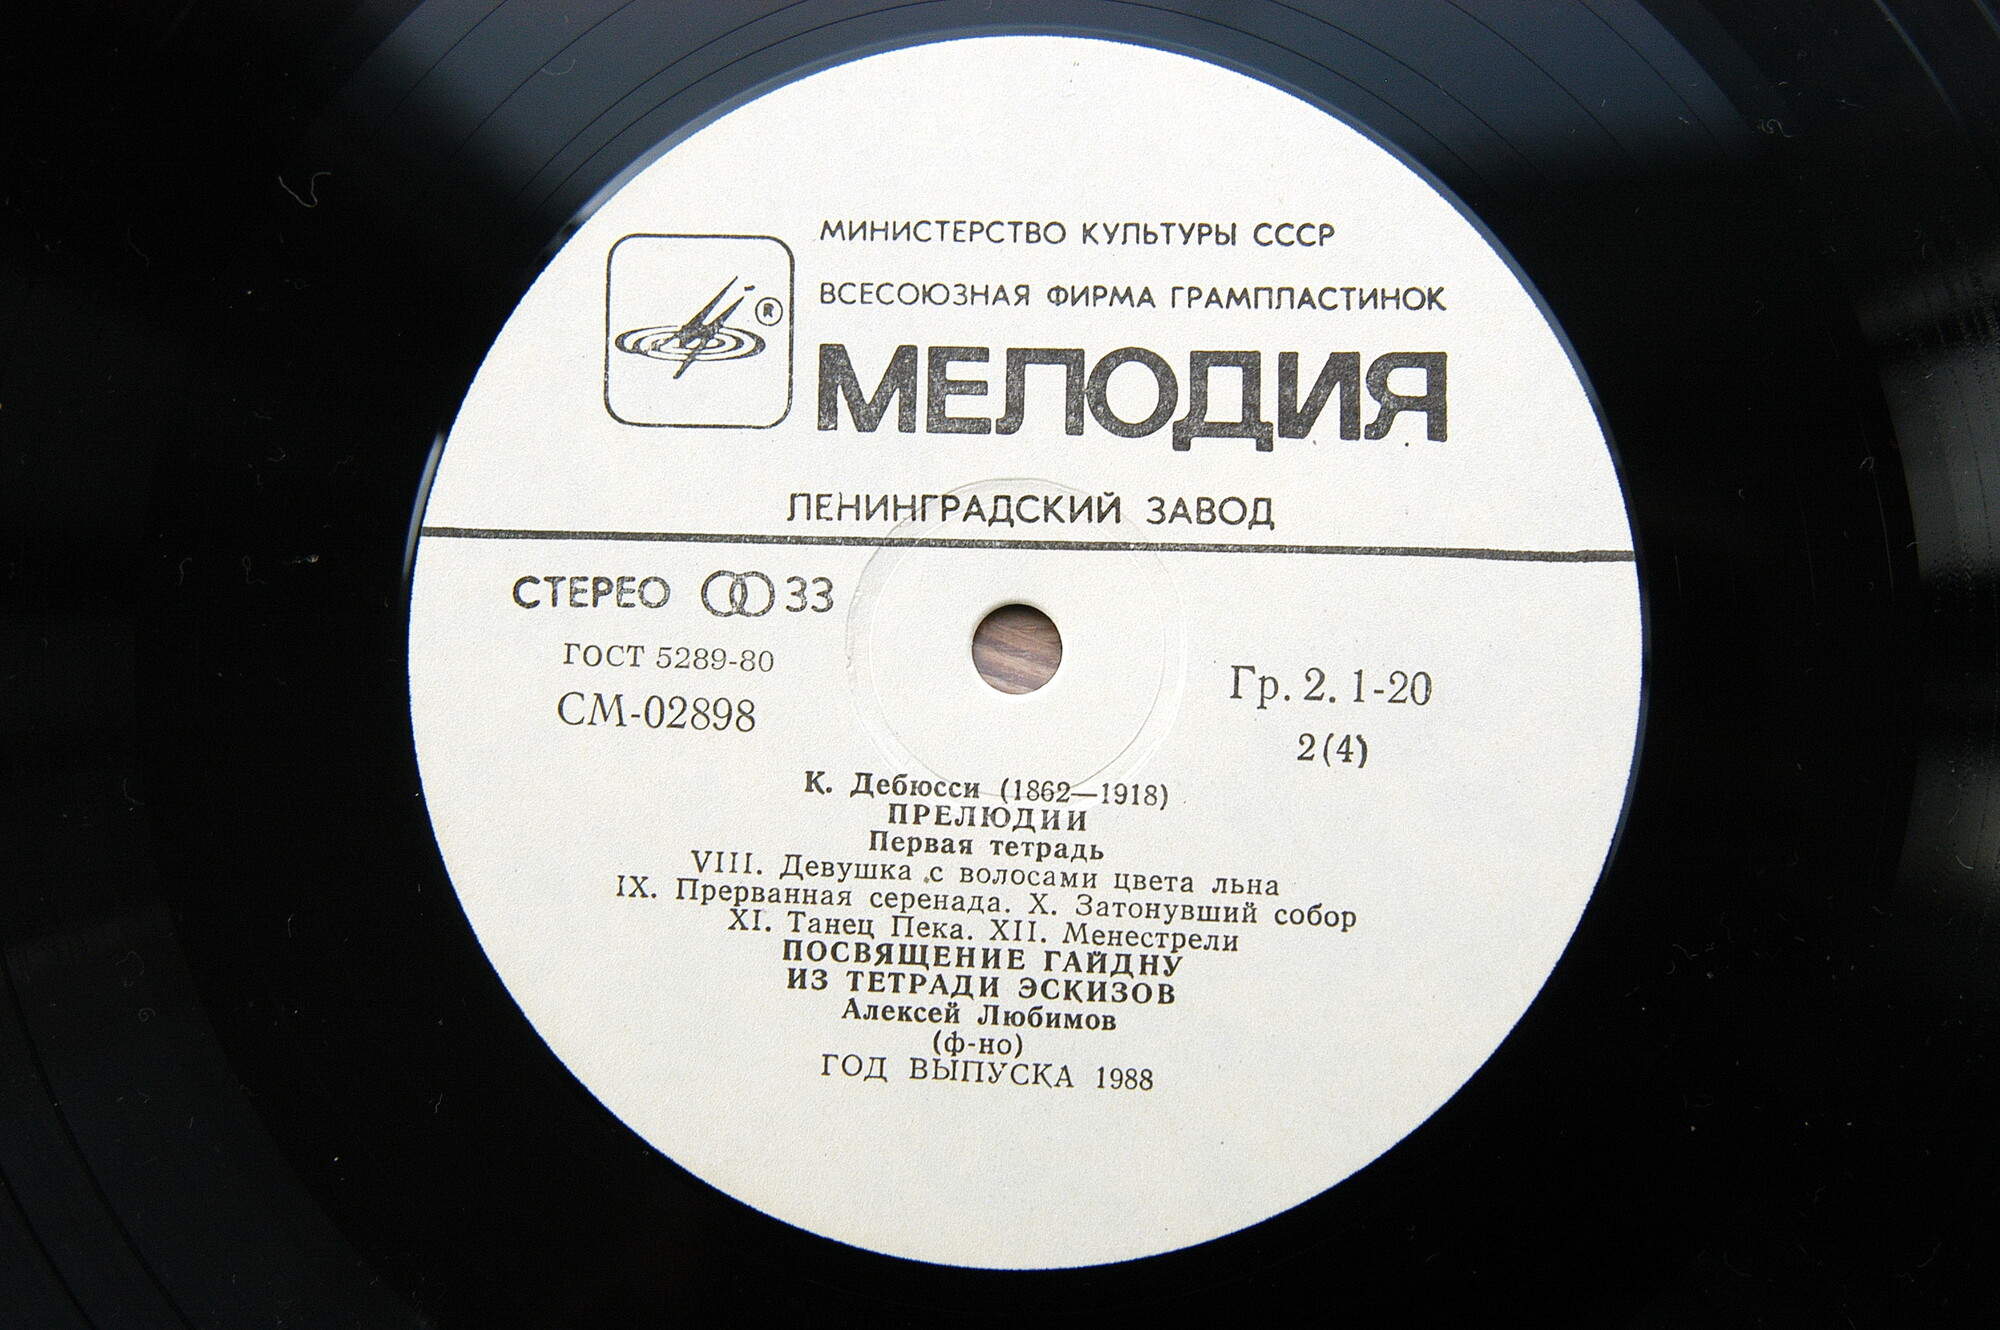 МИНИСТЕРСТВО КУЛЬТУРЫ СССР
ВСЕСОЮЗНАЯ ФИРМА ГРАМПЛАСТИНОК
®
МЕЛОДИЯ
ЛЕНИНГРАДСКИЙ ЗАВОД
СТЕРЕО 33
ГОСТ 5289-80
СМ-02898
Гр. 2. 1-20
2(4)
К. Дебюсси (1862—1918)
ПРЕЛЮДИИ
Первая тетрадь
VIII. Девушка с волосами цвета льна
IX. Прерванная серенада. X. Затонувший собор
XI. Танец Пека. XII. Менестрели
ПОСВЯЩЕНИЕ ГАЙДНУ
ИЗ ТЕТРАДИ ЭСКИЗОВ
Алексей Любимов
(ф-но)
ГОД ВЫПУСКА 1988